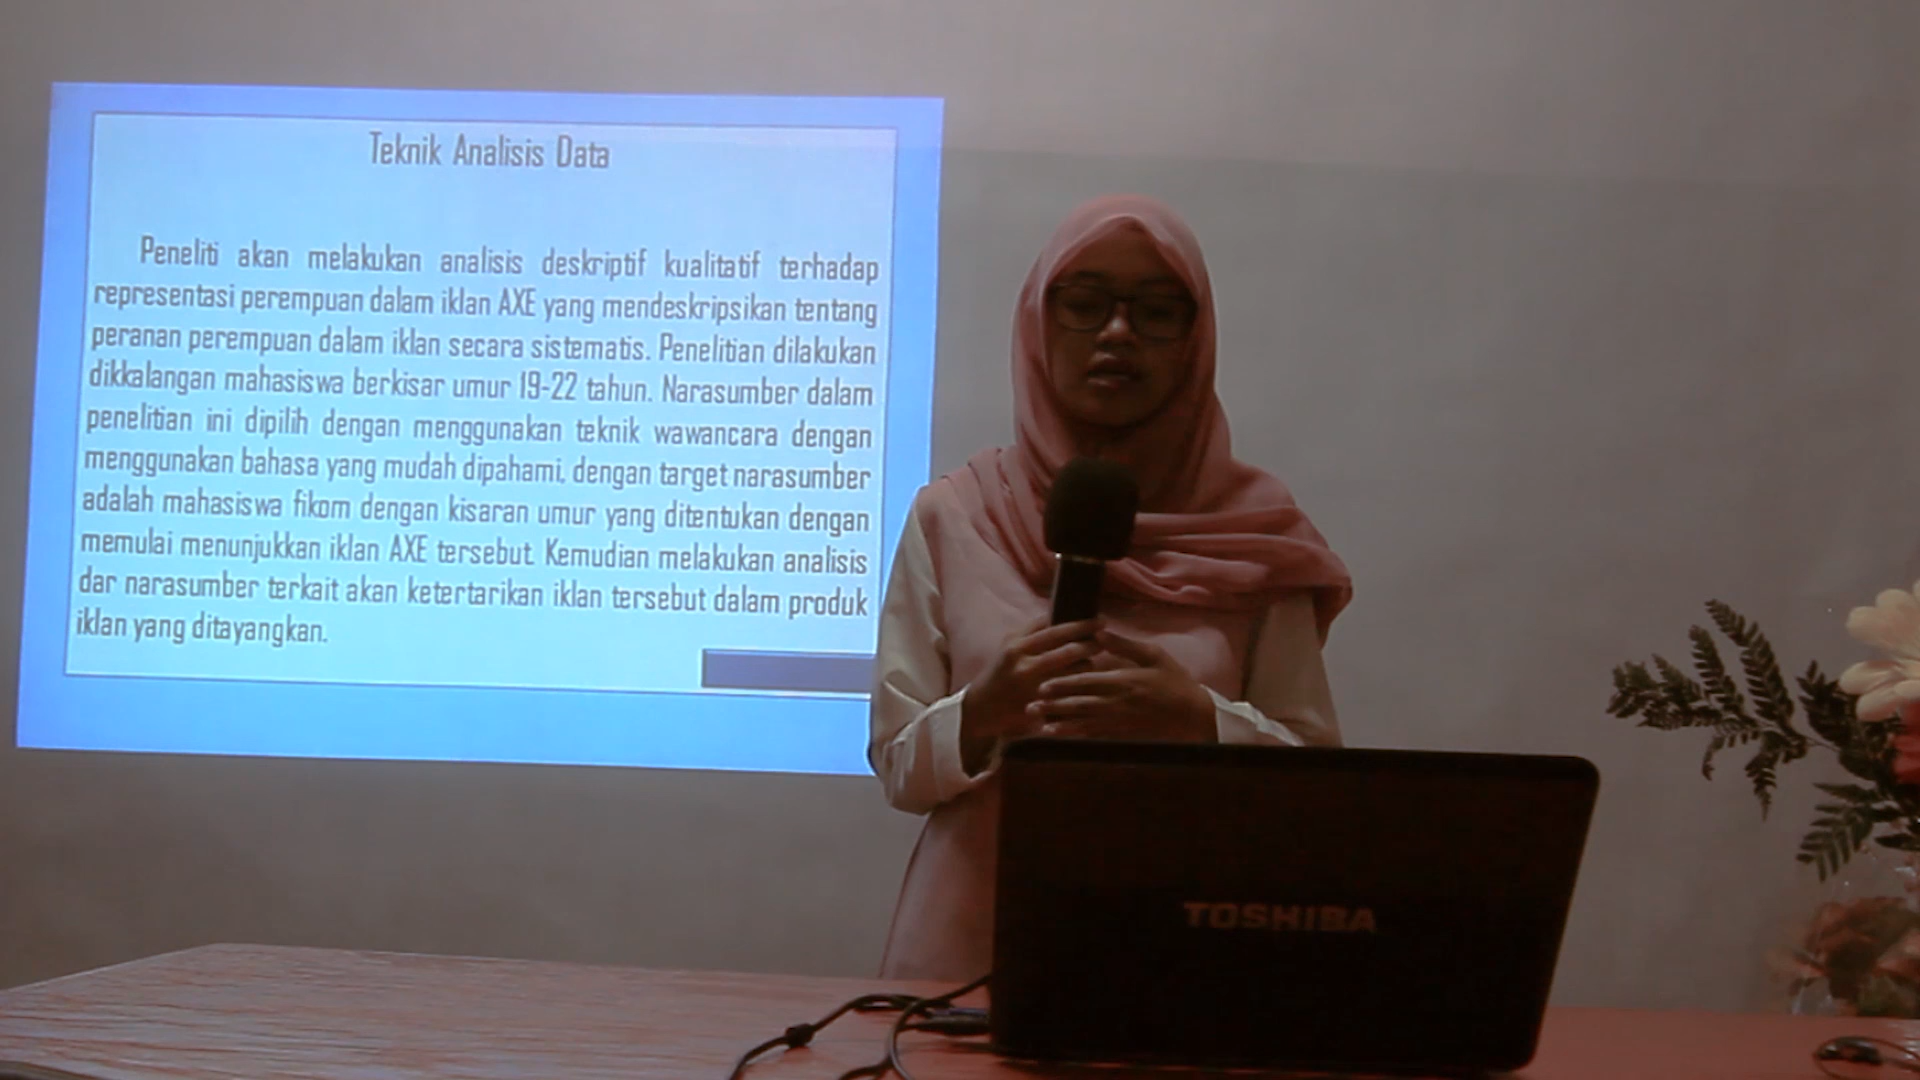 Teknik Analisis Data
Peneliti akan melakukan analisis deskriptif kualitatif terhadap
representasi perempuan dalam iklan AXE yang mendeskripsikan tentang
peranan perempuan dalam iklan secara sistematis. Penelitian dilakukan
dikkalangan mahasiswa berkisar umur 19-22 tahun. Narasumber dalam
penelitian ini dipilih dengan menggunakan teknik wawancara dengan
menggunakan bahasa yang mudah dipahami, dengan target narasumber
adalah mahasiswa fikom dengan kisaran umur yang ditentukan dengan
memulai menunjukkan iklan AXE tersebut. Kemudian melakukan analisis
dar narasumber terkait akan ketertarikan iklan tersebut dalam produk
iklan yang ditayangkan.
TOSHIBA